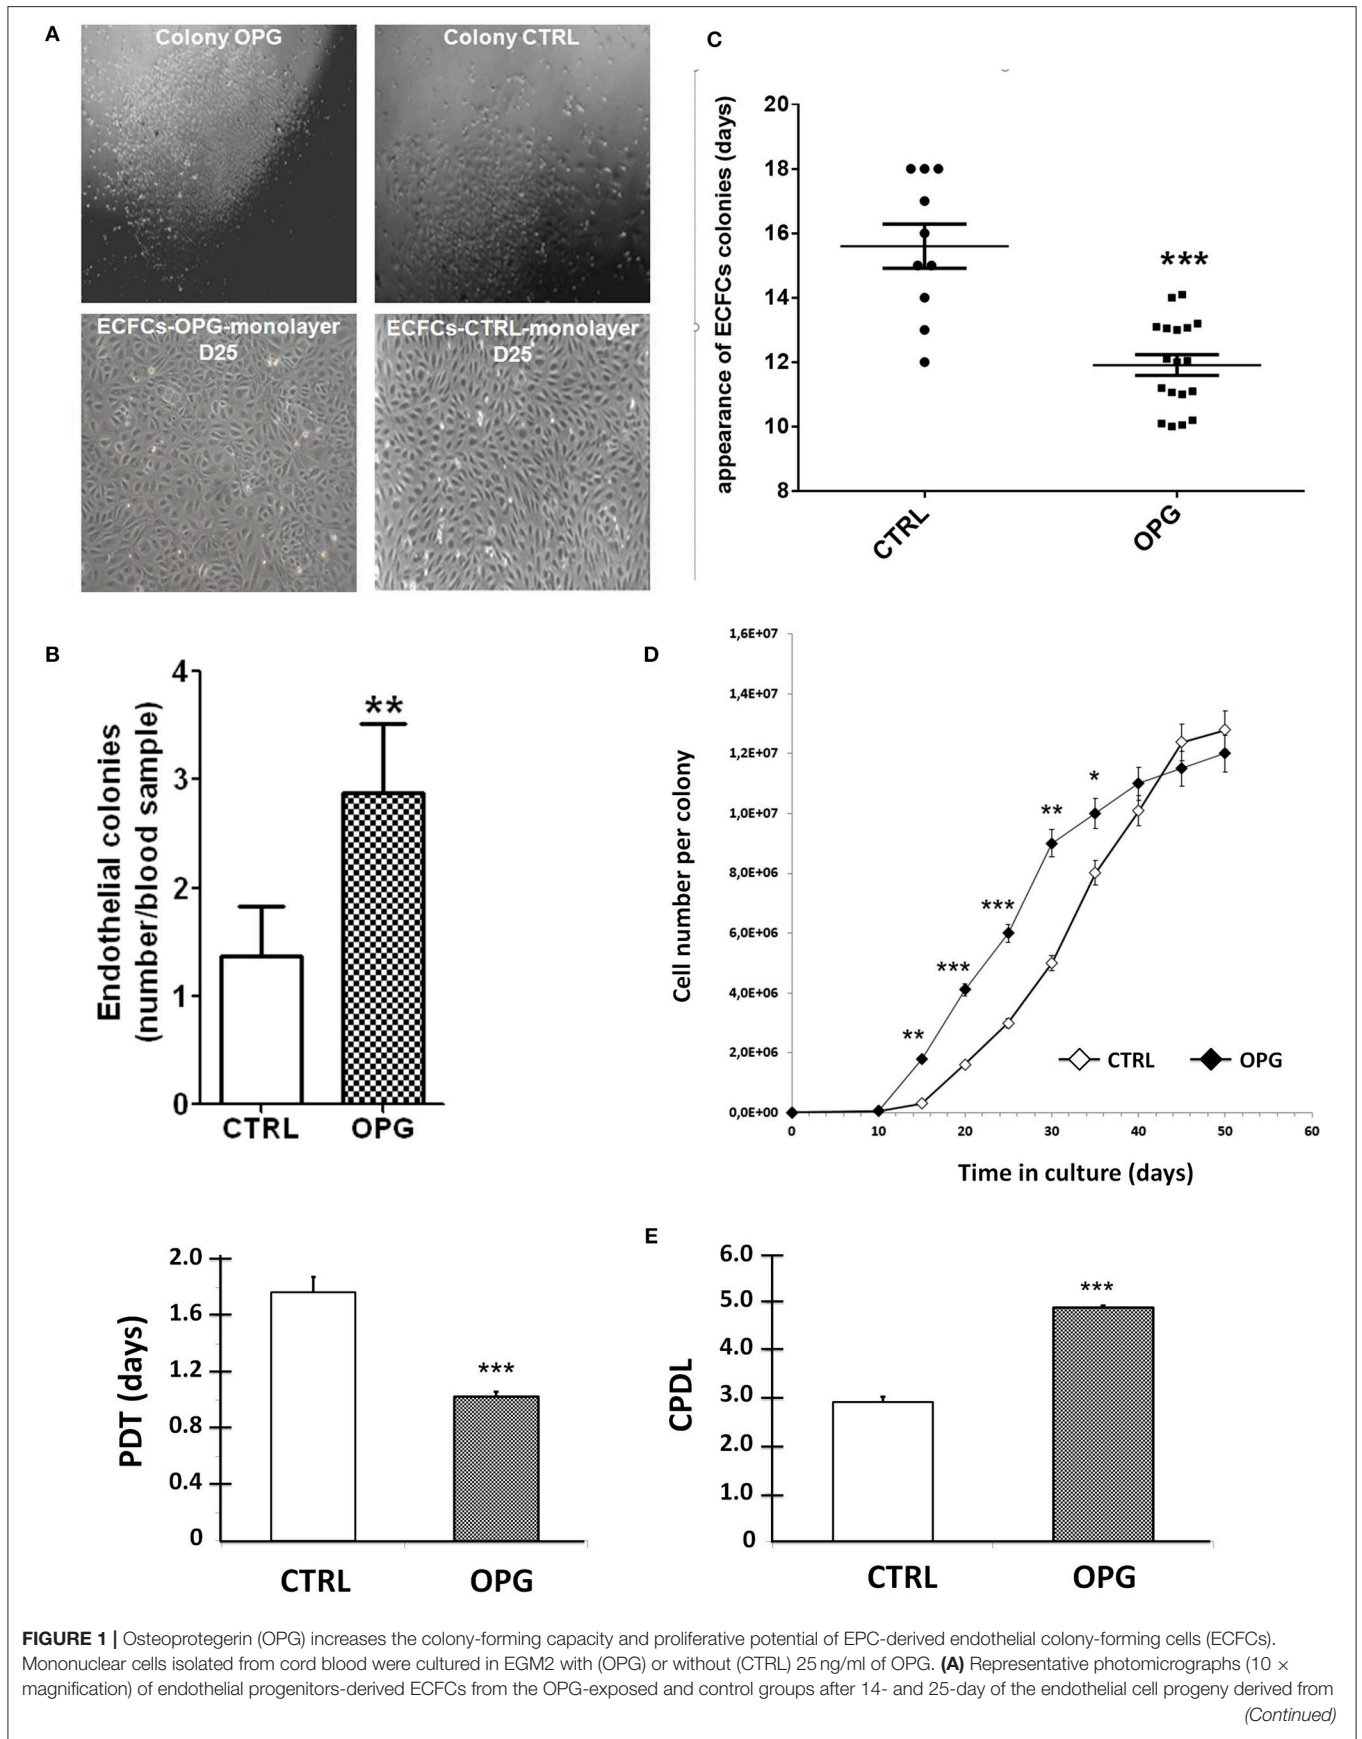 A
Colony OPG
Colony CTRL
ECFCs-OPG-monolayer
D25
ECFCs-CTRL-monolayer
D25
C
appearance of ECFCs colonies (days)
20
18
16
14
12
10
8
***
CTRL
OPG
B
Endothelial colonies
(number/blood sample)
4
3
2
1
0
**
CTRL
OPG
D
Cell number per colony
1,6E+07
1,4E+07
1,2E+07
1,0E+07
8,0E+06
6,0E+06
4,0E+06
2,0E+06
0,0E+00
**
***
***
**
*
CTRL
OPG
0
10
20
30
40
50
60
Time in culture (days)
PDT (days)
2.0
1.6
1.2
0.8
0.4
0
***
CTRL
OPG
E
CPDL
6.0
5.0
4.0
3.0
2.0
1.0
0
***
CTRL
OPG
FIGURE 1 | Osteoprotegerin (OPG) increases the colony-forming capacity and proliferative potential of EPC-derived endothelial colony-forming cells (ECFCs).
Mononuclear cells isolated from cord blood were cultured in EGM2 with (OPG) or without (CTRL) 25 ng/ml of OPG. (A) Representative photomicrographs (10 ×
magnification) of endothelial progenitors-derived ECFCs from the OPG-exposed and control groups after 14- and 25-day of the endothelial cell progeny derived from
(Continued)